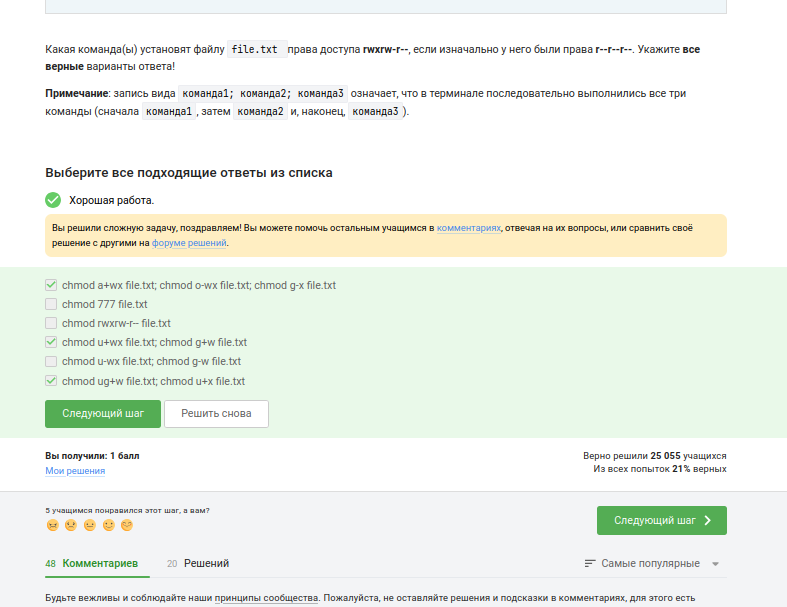 Какая команда(ы) установят файлу file.txt права доступа rwxrw-r--, если изначально у него были права r--r--r--. Укажите все
верные варианты ответа!
Примечание: запись вида команда1; команда2; команда3 означает, что в терминале последовательно выполнились все три
команды (сначала команда1 , затем команда2 и, наконец, команда3 ).
Выберите все подходящие ответы из списка
Хорошая работа.
Вы решили сложную задачу, поздравляем! Вы можете помочь остальным учащимся в комментариях, отвечая на их вопросы, или сравнить своё
решение с другими на форуме решений.
chmod a+wx file.txt; chmod o-wx file.txt; chmod g-x file.txt
chmod 777 file.txt
chmod rwxrw-r-- file.txt
chmod u+wx file.txt; chmod g+w file.txt
chmod u-wx file.txt; chmod g-w file.txt
chmod ug+w file.txt; chmod u+x file.txt
Следующий шаг Решить снова
Вы получили: 1 балл
Мои решения
Верно решили 25 055 учащихся
Из всех попыток 21% верных
5 учащимся понравился этот шаг, а вам?
Следующий шаг
48 Комментариев 20 Решений Самые популярные
Будьте вежливы и соблюдайте наши принципы сообщества. Пожалуйста, не оставляйте решения и подсказки в комментариях, для этого есть